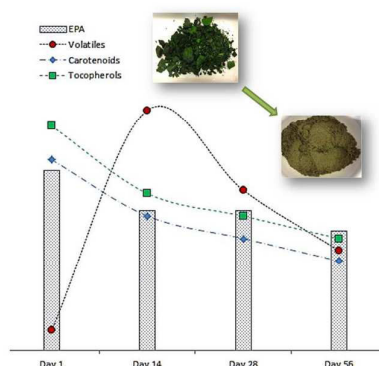 EPA
Volatiles
Carotenoids
Tocopherols
Day 1
Day 14
Day 28
Day 56